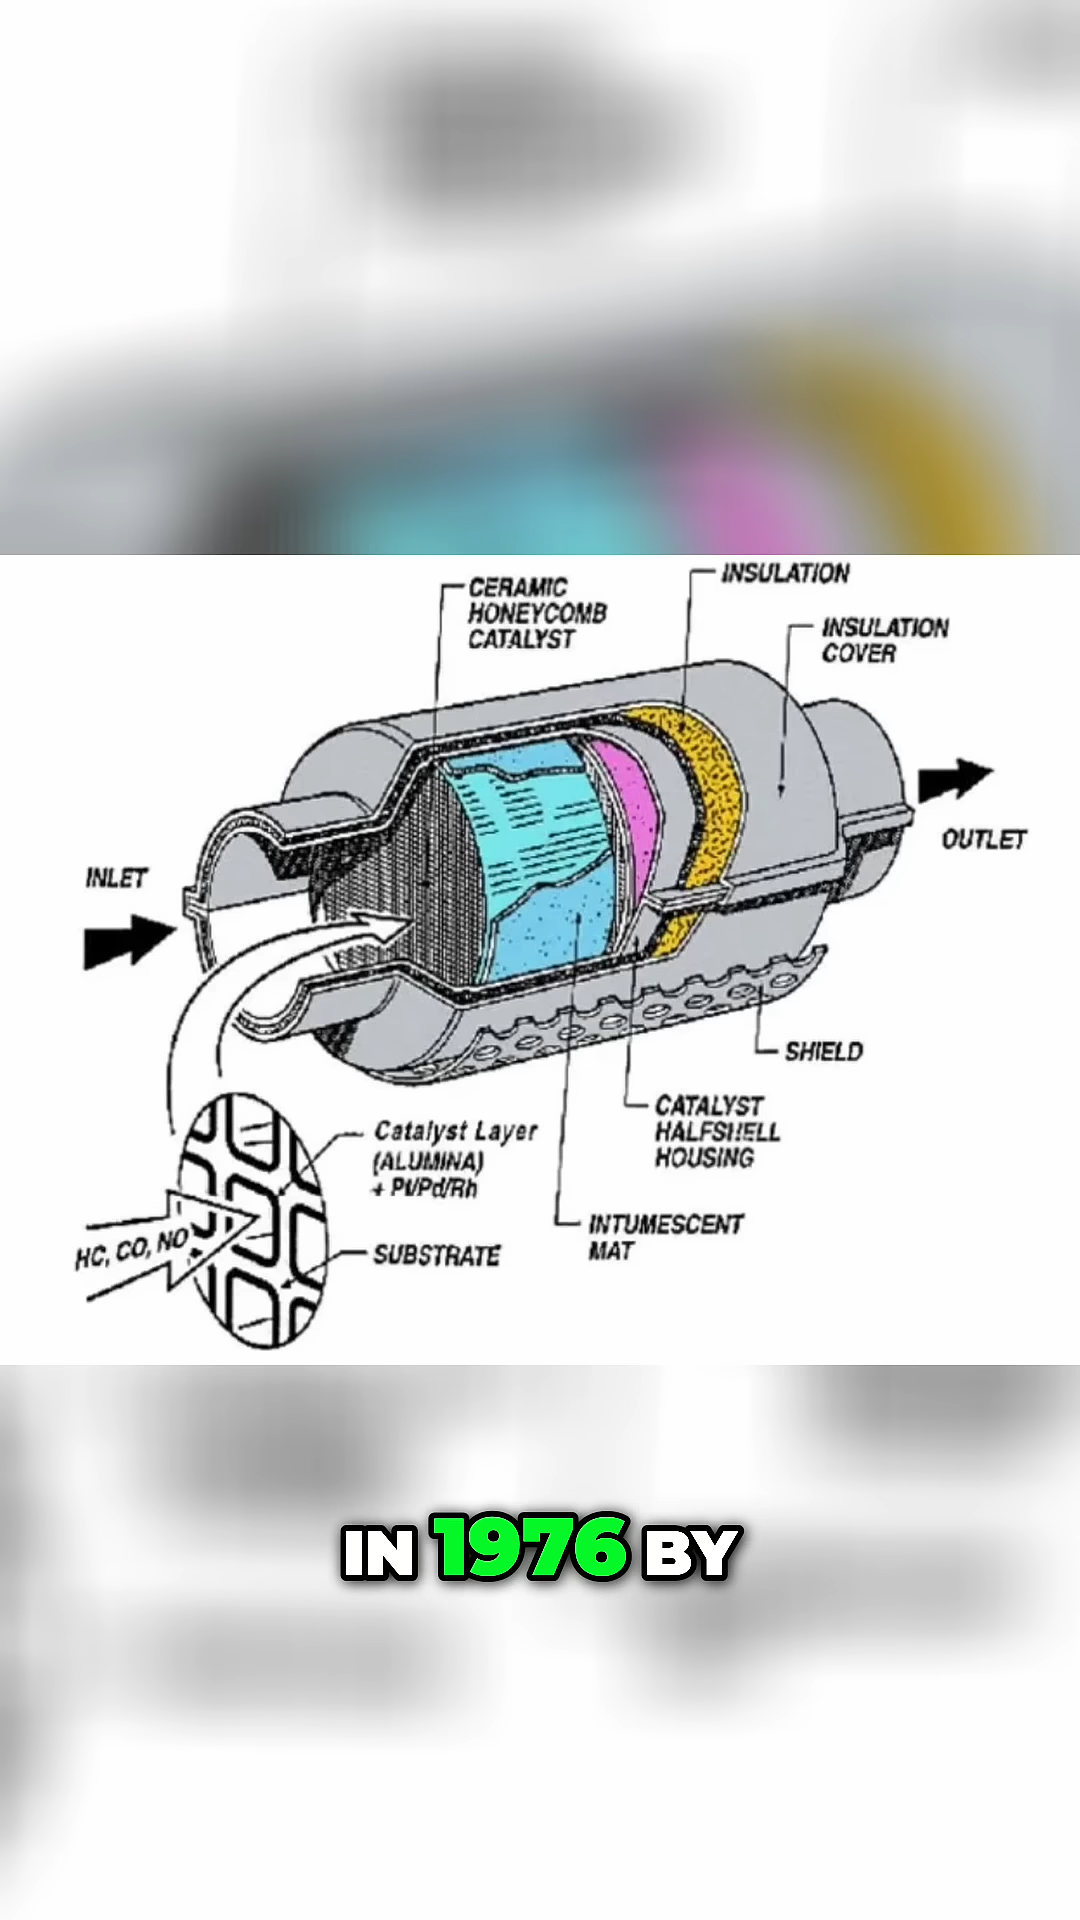 CERAMIC
HONEYCOMB
CATALYST
INSULATION
INSULATION
COVER
INLET
OUTLET
SHIELD
CATALYST
HALFSHELL
HOUSING
Catalyst Layer
(ALUMINA)
+ Pt/Pd/Rh
INTUMESCENT
MAT
HC, CO, NO
SUBSTRATE
IN 1976 BY